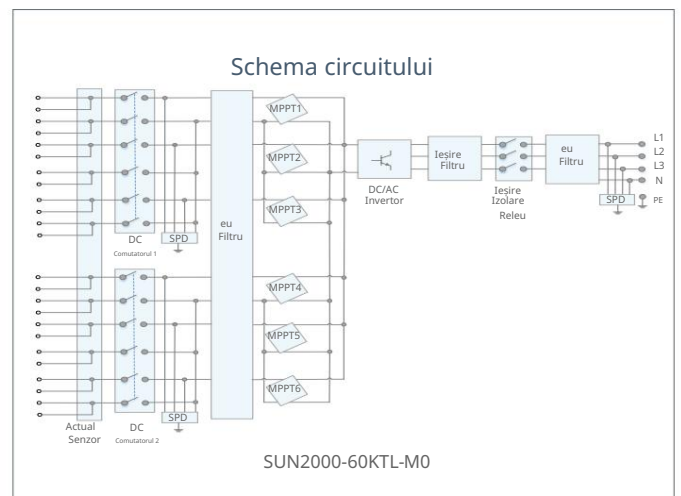 Schema circuitului
MPPT1
MPPT2
MPPT3
MPPT4
MPPT5
MPPT6
eu
Filtru
DC
Comutatorul 1
SPD
Actual
Senzor
DC
Comutatorul 2
SPD
DC/AC
Invertor
Ieșire
Filtru
Ieșire
Izolare
Releu
eu
Filtru
L1
L2
L3
N
SPD
PE
SUN2000-60KTL-M0